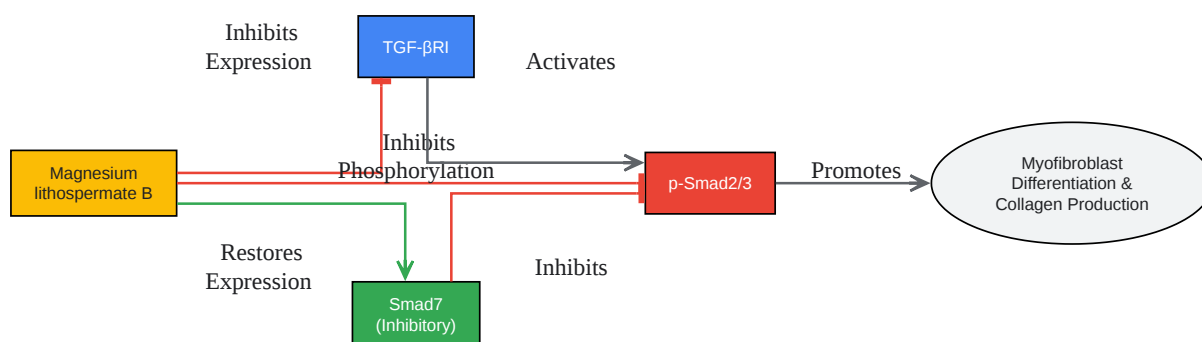 Inhibits
Expression
TGF-βRI
Activates
Inhibits
Phosphorylation
Magnesium
lithospermate B
p-Smad2/3
Promotes
Myofibroblast
Differentiation &
Collagen Production
Restores
Expression
Inhibits
Smad7
(Inhibitory)